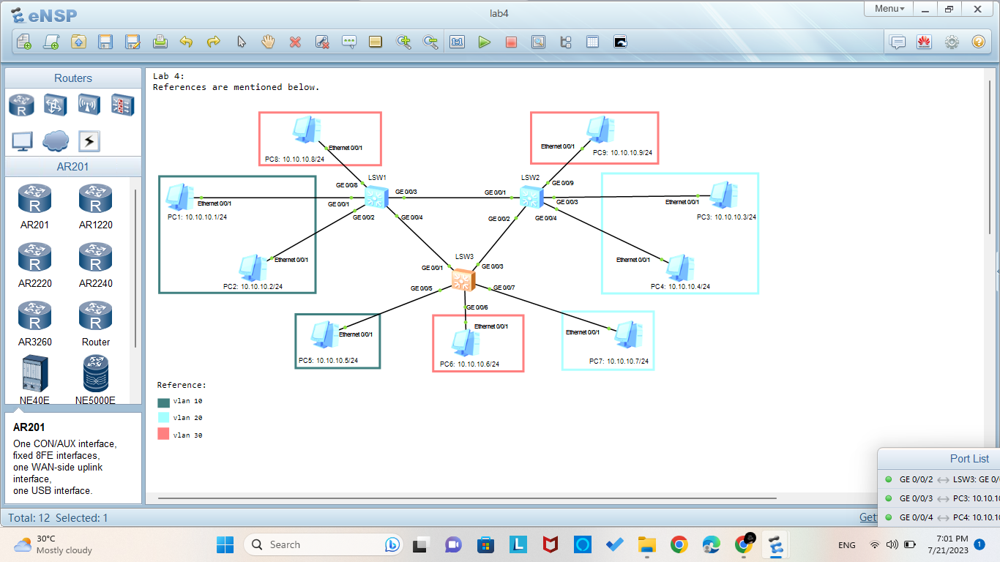 eNSP
lab4
Menu
Routers
AR201
AR201
AR1220
AR2220
AR2240
AR3260
Router
NE40E
NE5000E
AR201
One CON/AUX interface,
fixed 8FE interfaces,
one WAN-side uplink
interface,
one USB interface.
Lab 4:
References are mentioned below.
Ethernet 0/0/1
PC8: 10.10.10.8/24
Ethernet 0/0/1
PC9: 10.10.10.9/24
LSW1
GE 0/0/8
GE 0/0/3
GE 0/0/1
GE 0/0/2
GE 0/0/4
LSW2
GE 0/0/9
GE 0/0/1
GE 0/0/3
GE 0/0/2
GE 0/0/4
Ethernet 0/0/1
PC1: 10.10.10.1/24
Ethernet 0/0/1
PC2: 10.10.10.2/24
Ethernet 0/0/1
PC3: 10.10.10.3/24
Ethernet 0/0/1
PC4: 10.10.10.4/24
LSW3
GE 0/0/1
GE 0/0/3
GE 0/0/5
GE 0/0/7
GE 0/0/6
Ethernet 0/0/1
PC5: 10.10.10.5/24
Ethernet 0/0/1
PC6: 10.10.10.6/24
Ethernet 0/0/1
PC7: 10.10.10.7/24
Reference:
vlan 10
vlan 20
vlan 30
Port List
GE 0/0/2 LSW3: GE 0/
GE 0/0/3 PC3: 10.10.10
GE 0/0/4 PC4: 10.10.10
Total: 12 Selected: 1
Get
30°C
Mostly cloudy
Search
ENG
7:01 PM
7/21/2023
1